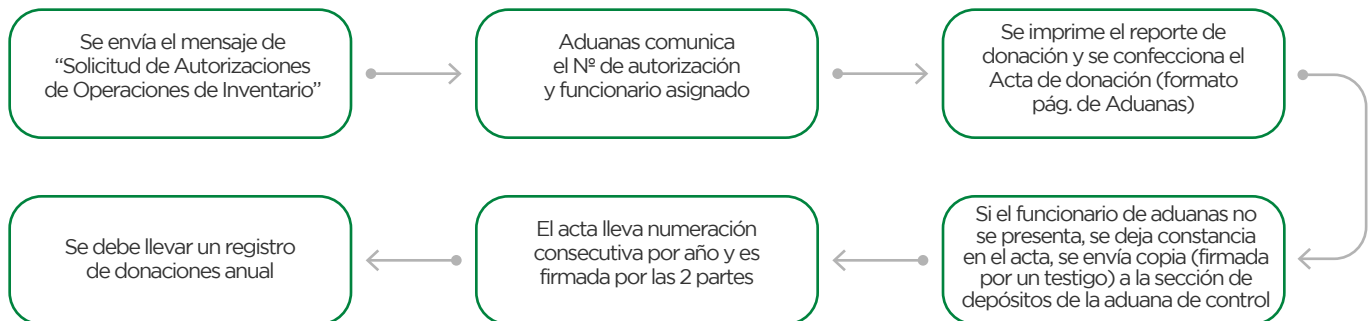 Se envía el mensaje de
“Solicitud de Autorizaciones
de Operaciones de Inventario”
Aduanas comunica
el Nº de autorización
y funcionario asignado
Se imprime el reporte de
donación y se confecciona el
Acta de donación (formato
pág. de Aduanas)
Si el funcionario de aduanas no
se presenta, se deja constancia
en el acta, se envía copia (firmada
por un testigo) a la sección de
depósitos de la aduana de control
El acta lleva numeración
consecutiva por año y es
firmada por las 2 partes
Se debe llevar un registro
de donaciones anual